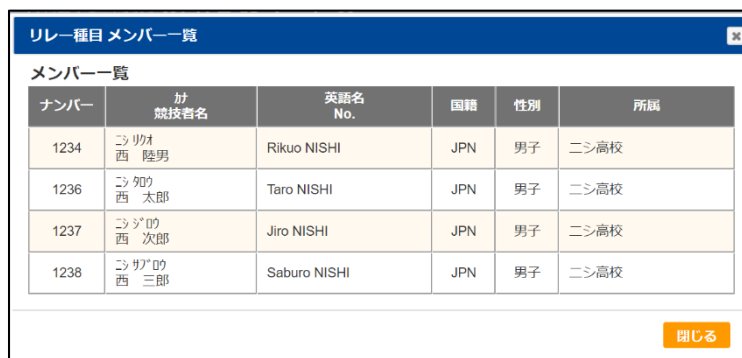 リレー種目 メンバー一覧
メンバー一覧
ナンバー ｶﾅ 競技者名 英語名 No. 国籍 性別 所属
1234 ﾆｼ ﾘｸｵ 西 陸男 Rikuo NISHI JPN 男子 ニシ高校
1236 ﾆｼ ﾀﾛｳ 西 太郎 Taro NISHI JPN 男子 ニシ高校
1237 ﾆｼ ｼﾞﾛｳ 西 次郎 Jiro NISHI JPN 男子 ニシ高校
1238 ﾆｼ ｻﾌﾞﾛｳ 西 三郎 Saburo NISHI JPN 男子 ニシ高校
閉じる